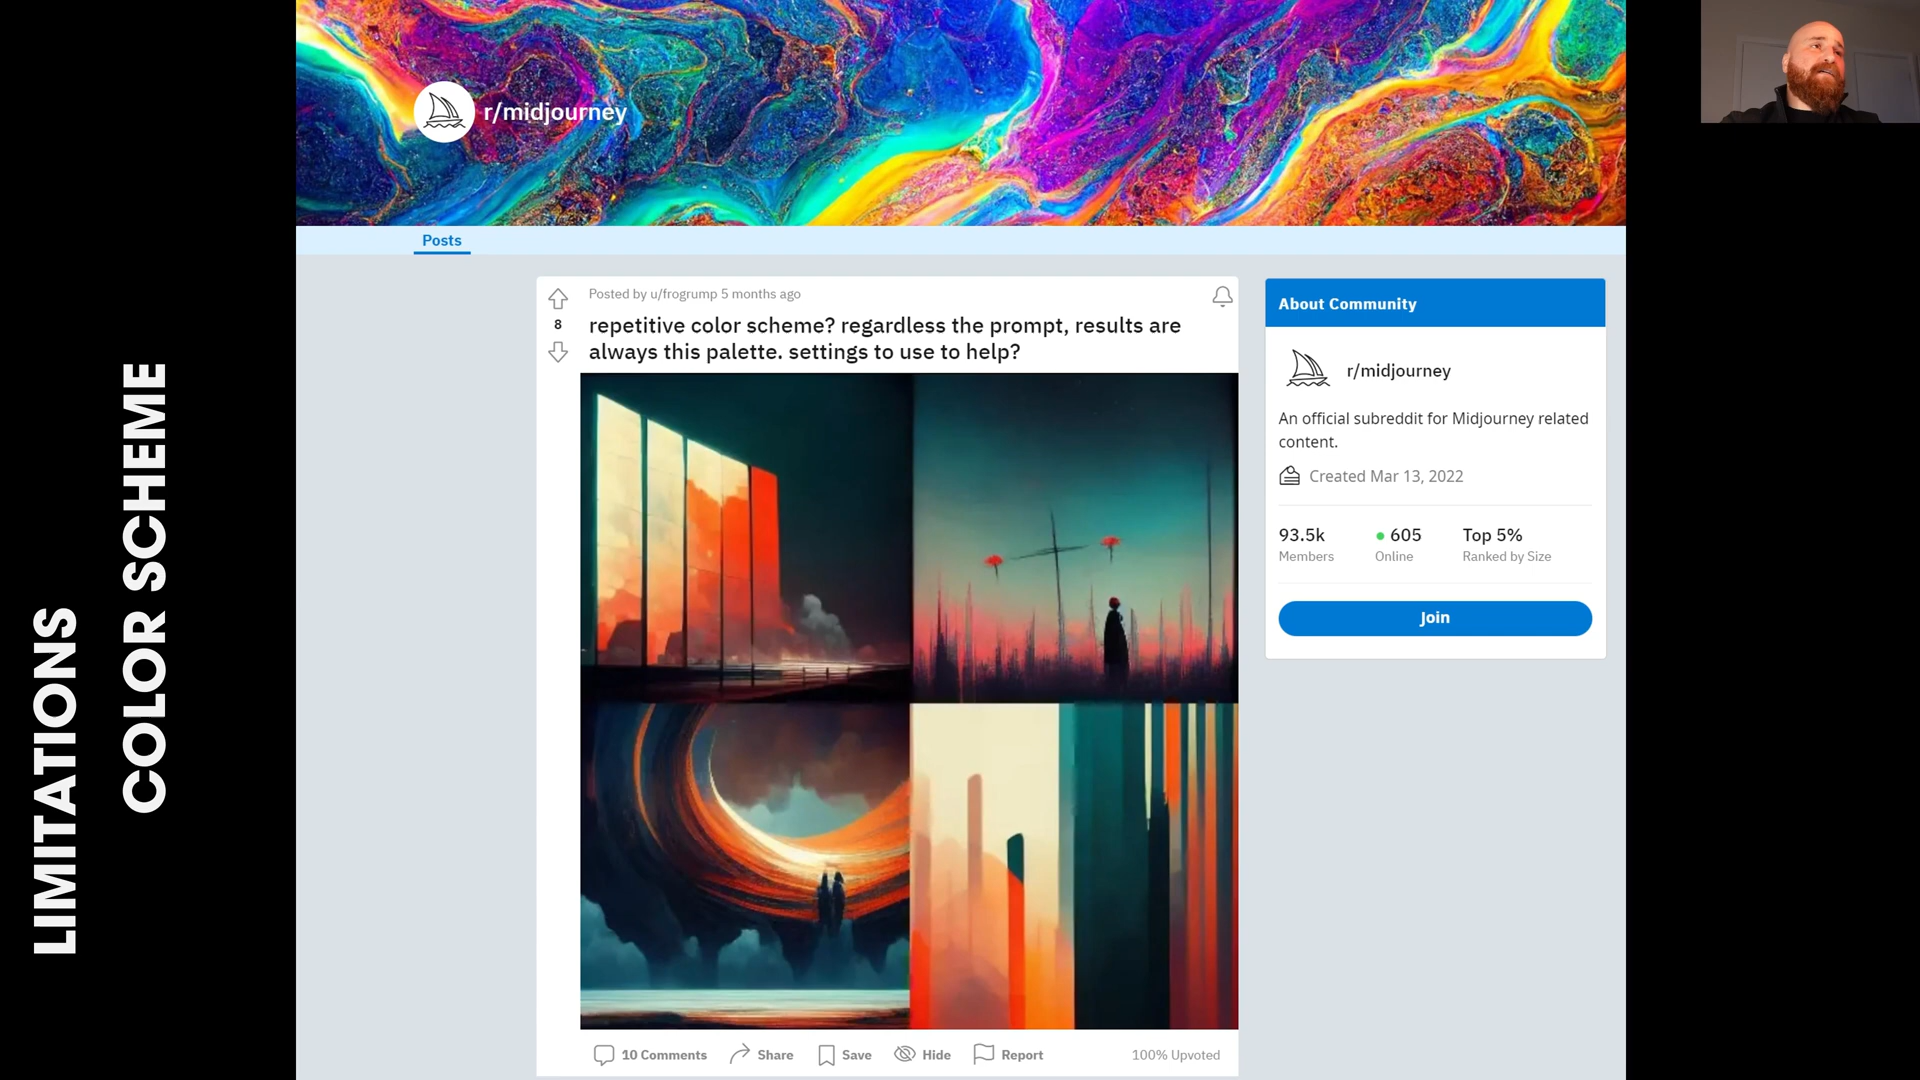 LIMITATIONS
COLOR SCHEME
r/midjourney
Posts
Posted by u/frogrump 5 months ago
8
repetitive color scheme? regardless the prompt, results are
always this palette. settings to use to help?
10 Comments
Share
Save
Hide
Report
100% Upvoted
About Community
r/midjourney
An official subreddit for Midjourney related
content.
Created Mar 13, 2022
93.5k
Members
605
Online
Top 5%
Ranked by Size
Join